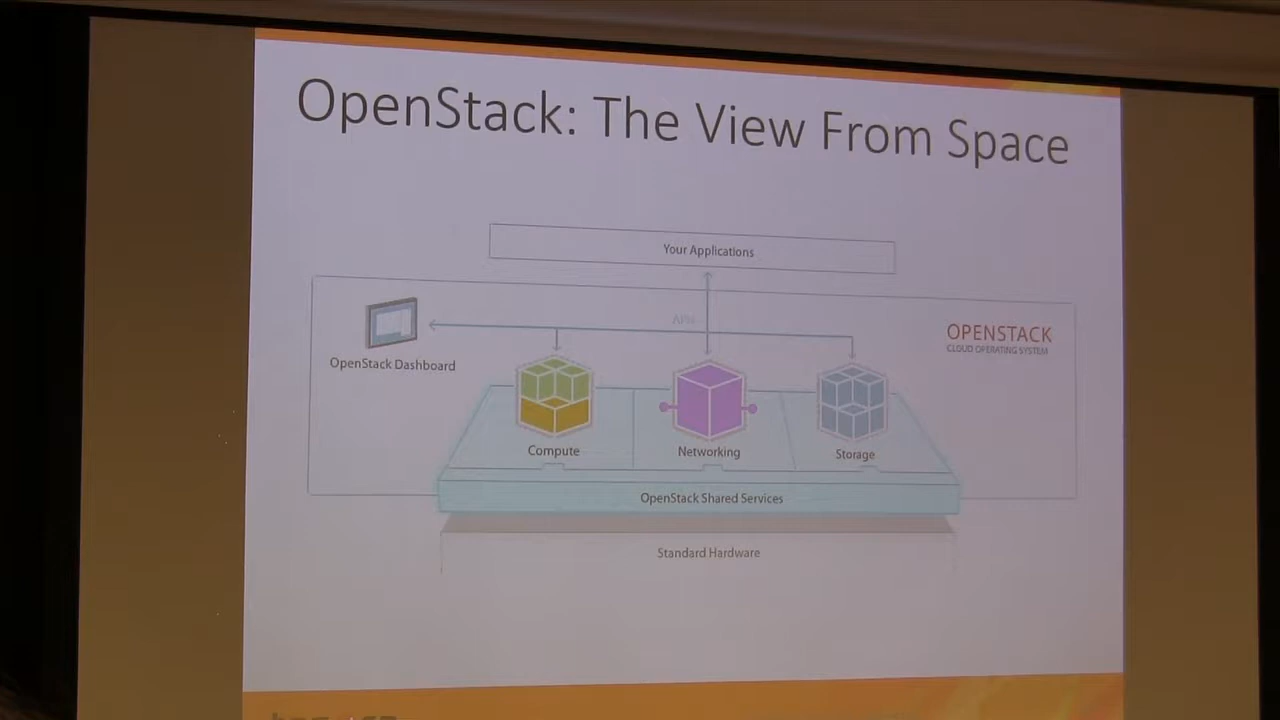 OpenStack: The View From Space
Your Applications
APIs
OPENSTACK
CLOUD OPERATING SYSTEM
OpenStack Dashboard
Compute
Networking
Storage
OpenStack Shared Services
Standard Hardware